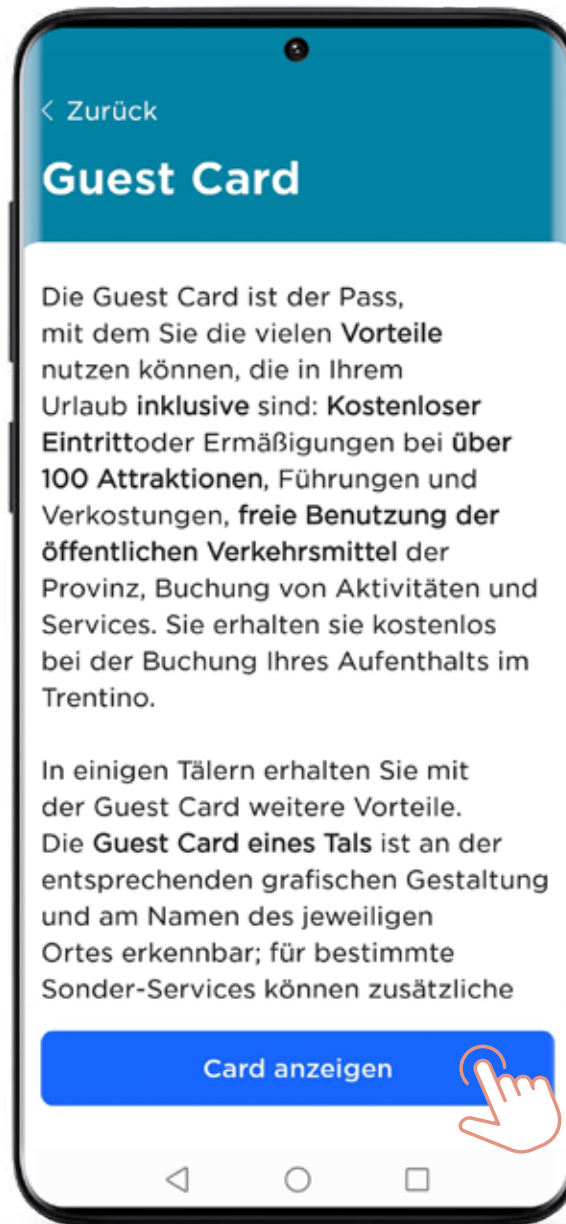 Zurück
Guest Card
Die Guest Card ist der Pass,
mit dem Sie die vielen Vorteile
nutzen können, die in Ihrem
Urlaub inklusive sind: Kostenloser
Eintrittoder Ermäßigungen bei über
100 Attraktionen, Führungen und
Verkostungen, freie Benutzung der
öffentlichen Verkehrsmittel der
Provinz, Buchung von Aktivitäten und
Services. Sie erhalten sie kostenlos
bei der Buchung Ihres Aufenthalts im
Trentino.
In einigen Tälern erhalten Sie mit
der Guest Card weitere Vorteile.
Die Guest Card eines Tals ist an der
entsprechenden grafischen Gestaltung
und am Namen des jeweiligen
Ortes erkennbar; für bestimmte
Sonder-Services können zusätzliche
Card anzeigen